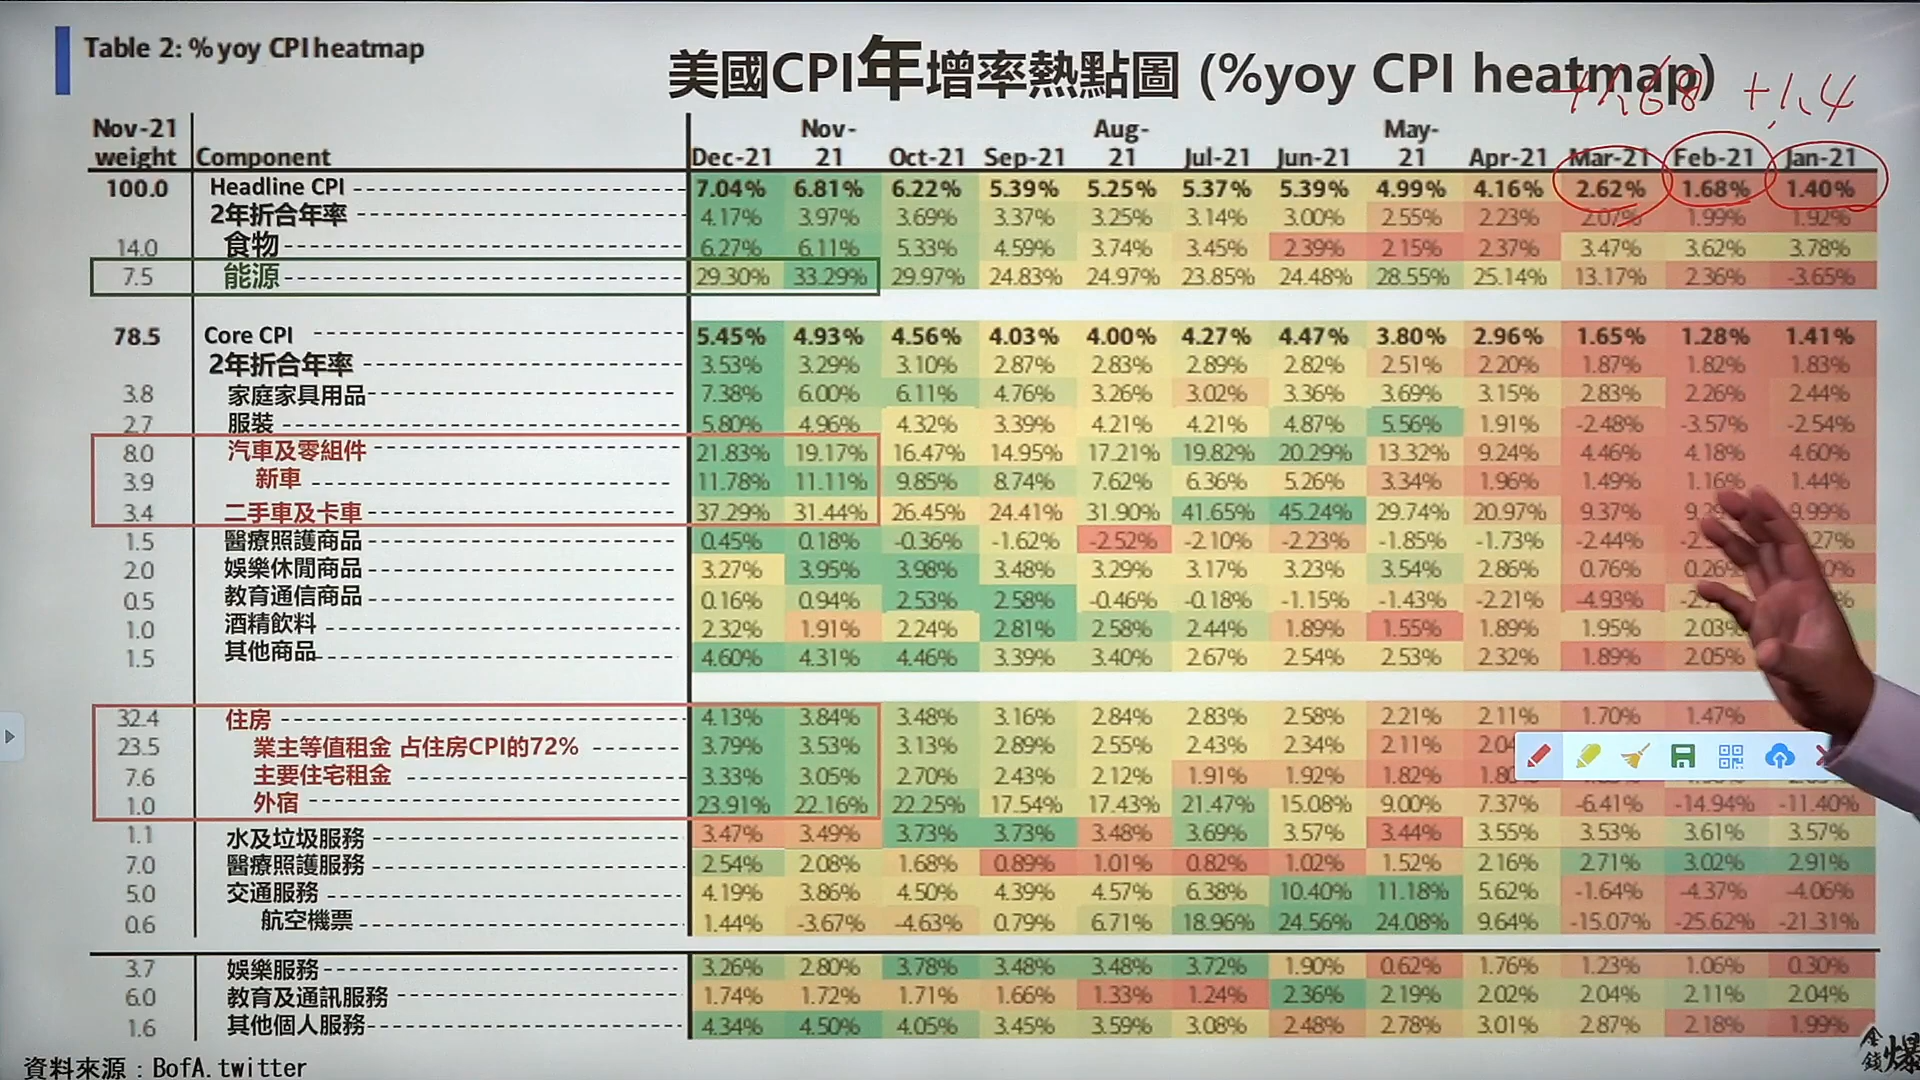 Table 2: % yoy CPI heatmap
美國CPI年增率熱點圖 (%yoy CPI heatmap)
+1.68 +1.4
Nov-21 weight Component Dec-21 Nov-21 Oct-21 Sep-21 Aug-21 Jul-21 Jun-21 May-21 Apr-21 Mar-21 Feb-21 Jan-21
100.0 Headline CPI 7.04% 6.81% 6.22% 5.39% 5.25% 5.37% 5.39% 4.99% 4.16% 2.62% 1.68% 1.40%
2年折合年率 4.17% 3.97% 3.69% 3.37% 3.25% 3.14% 3.00% 2.55% 2.23% 2.07% 1.99% 1.92%
14.0 食物 6.27% 6.11% 5.33% 4.59% 3.74% 3.45% 2.39% 2.15% 2.37% 3.47% 3.62% 3.78%
7.5 能源 29.30% 33.29% 29.97% 24.83% 24.97% 23.85% 24.48% 28.55% 25.14% 13.17% 2.36% -3.65%
78.5 Core CPI 5.45% 4.93% 4.56% 4.03% 4.00% 4.27% 4.47% 3.80% 2.96% 1.65% 1.28% 1.41%
2年折合年率 3.53% 3.29% 3.10% 2.87% 2.83% 2.89% 2.82% 2.51% 2.20% 1.87% 1.82% 1.83%
3.8 家庭家具用品 7.38% 6.00% 6.11% 4.76% 3.26% 3.02% 3.36% 3.69% 3.15% 2.83% 2.26% 2.44%
2.7 服裝 5.80% 4.96% 4.32% 3.39% 4.21% 4.21% 4.87% 5.56% 1.91% -2.48% -3.57% -2.54%
8.0 汽車及零組件 21.83% 19.17% 16.47% 14.95% 17.21% 19.82% 20.29% 13.32% 9.24% 4.46% 4.18% 4.60%
3.9 新車 11.78% 11.11% 9.85% 8.74% 7.62% 6.36% 5.26% 3.34% 1.96% 1.49% 1.16% 1.44%
3.4 二手車及卡車 37.29% 31.44% 26.45% 24.41% 31.90% 41.65% 45.24% 29.74% 20.97% 9.37%
1.5 醫療照護商品 0.45% 0.18% -0.36% -1.62% -2.52% -2.10% -2.23% -1.85% -1.73% -2.44%
2.0 娛樂休閒商品 3.27% 3.95% 3.98% 3.48% 3.29% 3.17% 3.23% 3.54% 2.86% 0.76%
0.5 教育通信商品 0.16% 0.94% 2.53% 2.58% -0.46% -0.18% -1.15% -1.43% -2.21% -4.93%
1.0 酒精飲料 2.32% 1.91% 2.24% 2.81% 2.58% 2.44% 1.89% 1.55% 1.89% 1.95% 2.03%
1.5 其他商品 4.60% 4.31% 4.46% 3.39% 3.40% 2.67% 2.54% 2.53% 2.32% 1.89% 2.05%
32.4 住房 4.13% 3.84% 3.48% 3.16% 2.84% 2.83% 2.58% 2.21% 2.11% 1.70% 1.47%
23.5 業主等值租金 占住房CPI的72% 3.79% 3.53% 3.13% 2.89% 2.55% 2.43% 2.34% 2.11%
7.6 主要住宅租金 3.33% 3.05% 2.70% 2.43% 2.12% 1.91% 1.92% 1.82%
1.0 外宿 23.91% 22.16% 22.25% 17.54% 17.43% 21.47% 15.08% 9.00% 7.37% -6.41% -14.94% -11.40%
1.1 水及垃圾服務 3.47% 3.49% 3.73% 3.73% 3.48% 3.69% 3.57% 3.44% 3.55% 3.53% 3.61% 3.57%
7.0 醫療照護服務 2.54% 2.08% 1.68% 0.89% 1.01% 0.82% 1.02% 1.52% 2.16% 2.71% 3.02% 2.91%
5.0 交通服務 4.19% 3.86% 4.50% 4.39% 4.57% 6.38% 10.40% 11.18% 5.62% -1.64% -4.37% -4.06%
0.6 航空機票 1.44% -3.67% -4.63% 0.79% 6.71% 18.96% 24.56% 24.08% 9.64% -15.07% -25.62% -21.31%
3.7 娛樂服務 3.26% 2.80% 3.78% 3.48% 3.48% 3.72% 1.90% 0.62% 1.76% 1.23% 1.06% 0.30%
6.0 教育及通訊服務 1.74% 1.72% 1.71% 1.66% 1.33% 1.24% 2.36% 2.19% 2.02% 2.04% 2.11% 2.04%
1.6 其他個人服務 4.34% 4.50% 4.05% 3.45% 3.59% 3.08% 2.48% 2.78% 3.01% 2.87% 2.18% 1.99%
資料來源：BofA.twitter
金錢爆